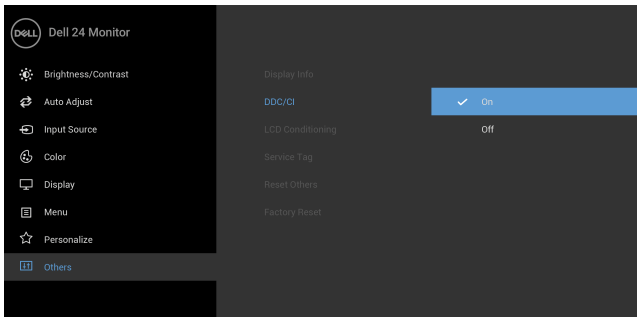 DELL Dell 24 Monitor
Brightness/Contrast Display Info
Auto Adjust DDC/CI On
Input Source LCD Conditioning Off
Color Service Tag
Display Reset Others
Menu Factory Reset
Personalize
Others